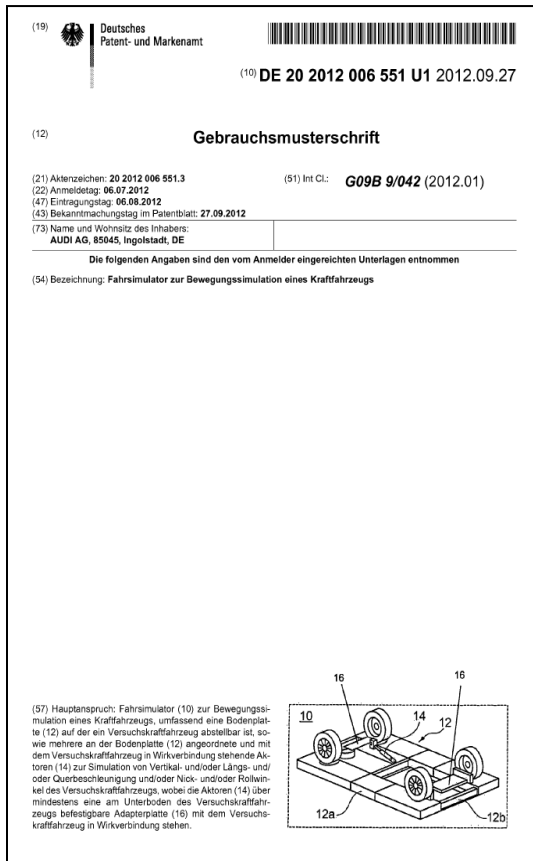 (19)
Deutsches
Patent- und Markenamt
(10) DE 20 2012 006 551 U1 2012.09.27
(12)
Gebrauchsmusterschrift
(21) Aktenzeichen: 20 2012 006 551.3
(22) Anmeldetag: 06.07.2012
(47) Eintragungstag: 06.08.2012
(43) Bekanntmachungstag im Patentblatt: 27.09.2012
(51) Int Cl.: G09B 9/042 (2012.01)
(73) Name und Wohnsitz des Inhabers:
AUDI AG, 85045, Ingolstadt, DE
Die folgenden Angaben sind den vom Anmelder eingereichten Unterlagen entnommen
(54) Bezeichnung: Fahrsimulator zur Bewegungssimulation eines Kraftfahrzeugs
(57) Hauptanspruch: Fahrsimulator (10) zur Bewegungssi-
mulation eines Kraftfahrzeugs, umfassend eine Bodenplat-
te (12) auf der ein Versuchskraftfahrzeug abstellbar ist, so-
wie mehrere an der Bodenplatte (12) angeordnete und mit
dem Versuchskraftfahrzeug in Wirkverbindung stehende Ak-
toren (14) zur Simulation von Vertikal- und/oder Längs- und/
oder Querbeschleunigung und/oder Nick- und/oder Rollwin-
kel des Versuchskraftfahrzeugs, wobei die Aktoren (14) über
mindestens eine am Unterboden des Versuchskraftfahr-
zeugs befestigbare Adapterplatte (16) mit dem Versuchs-
kraftfahrzeug in Wirkverbindung stehen.
16
16
10
14
12
12a
12b